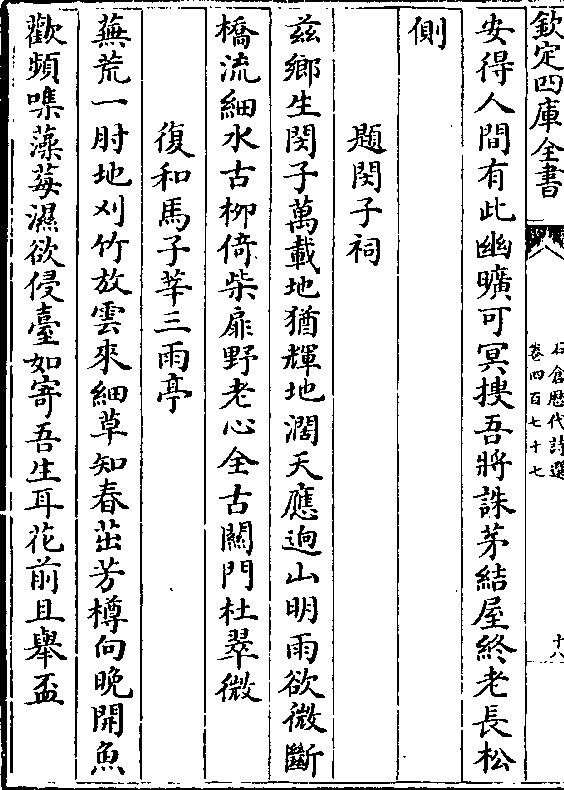 欽定四庫全書
石倉歴代詩選
卷四百七十七
十八
安得人間有此幽曠可冥搜吾將誅茅結屋終老長松
側
題閔子祠
兹鄉生閔子萬載地猶輝地濶天應逈山明雨欲微斷
橋流細水古栁倚柴扉野老心全古闗門杜翠微
復和馬子莘三雨亭
蕪荒一肘地刈竹放雲來細草知春茁芳樽向晚開魚
歡頻㗱藻莓濕欲侵臺如寄吾生耳花前且舉盃